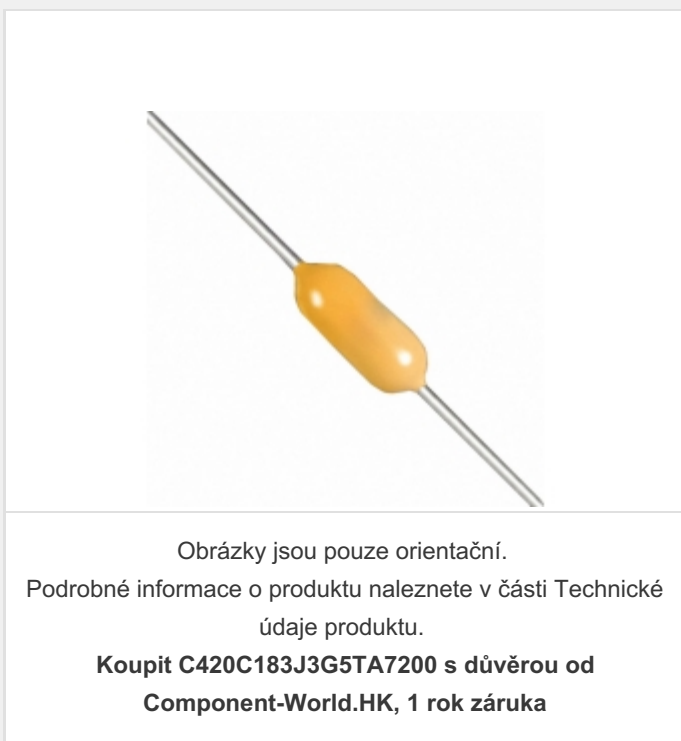 Obrázky jsou pouze orientační.
Podrobné informace o produktu naleznete v části Technické
údaje produktu.
Koupit C420C183J3G5TA7200 s důvěrou od
Component-World.HK, 1 rok záruka